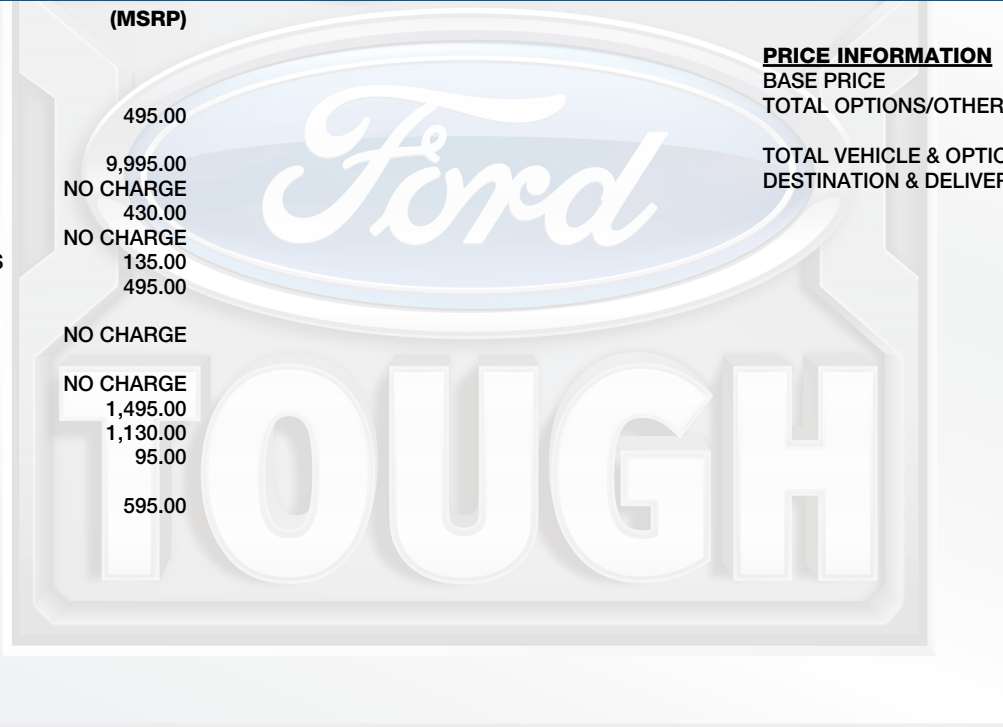 (MSRP)
495.00
9,995.00
NO CHARGE
430.00
NO CHARGE
S 135.00
495.00
NO CHARGE
NO CHARGE
1,495.00
1,130.00
95.00
595.00
PRICE INFORMATION
BASE PRICE
TOTAL OPTIONS/OTHER
TOTAL VEHICLE & OPTIO
DESTINATION & DELIVER
Ford
TOUGH